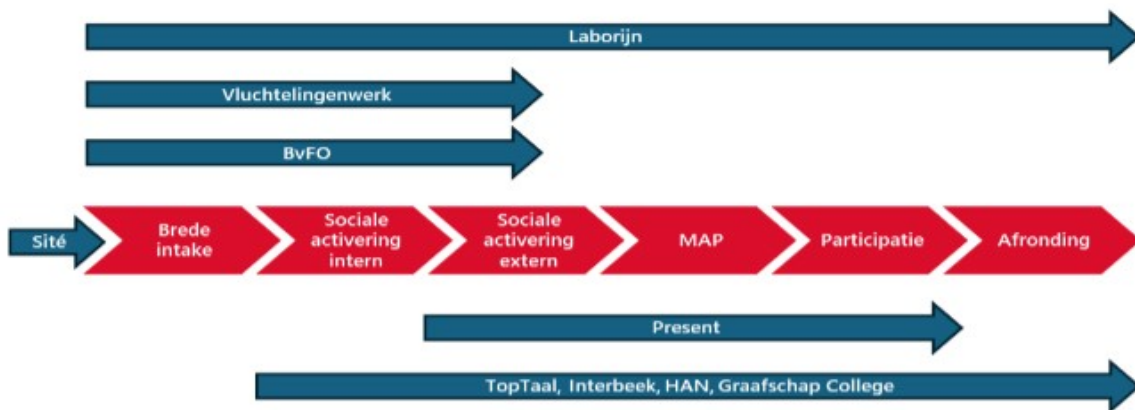 Laborijn
Vluchtelingenwerk
BvFO
Sité
Brede
intake
Sociale
activering
intern
Sociale
activering
extern
MAP
Participatie
Afronding
Present
TopTaal, Interbeek, HAN, Graafschap College